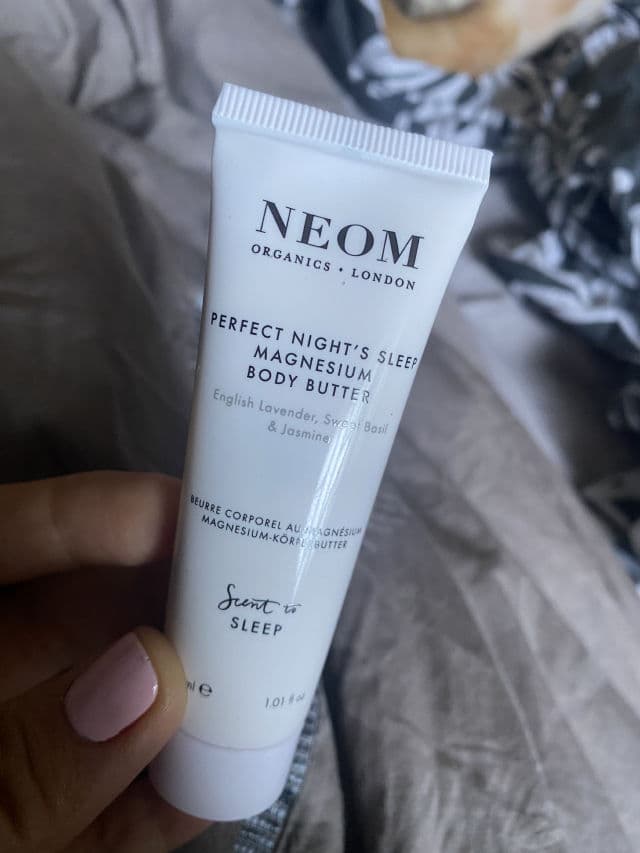 NEOM
ORGANICS • LONDON
PERFECT NIGHT'S SLEEP
MAGNESIUM
BODY BUTTER
English Lavender, Sweet Basil
& Jasmine
BEURRE CORPOREL AU MAGNÉSIUM
MAGNESIUM-KÖRPERBUTTER
Scent to
SLEEP
ml ℮ 1.01 fl oz